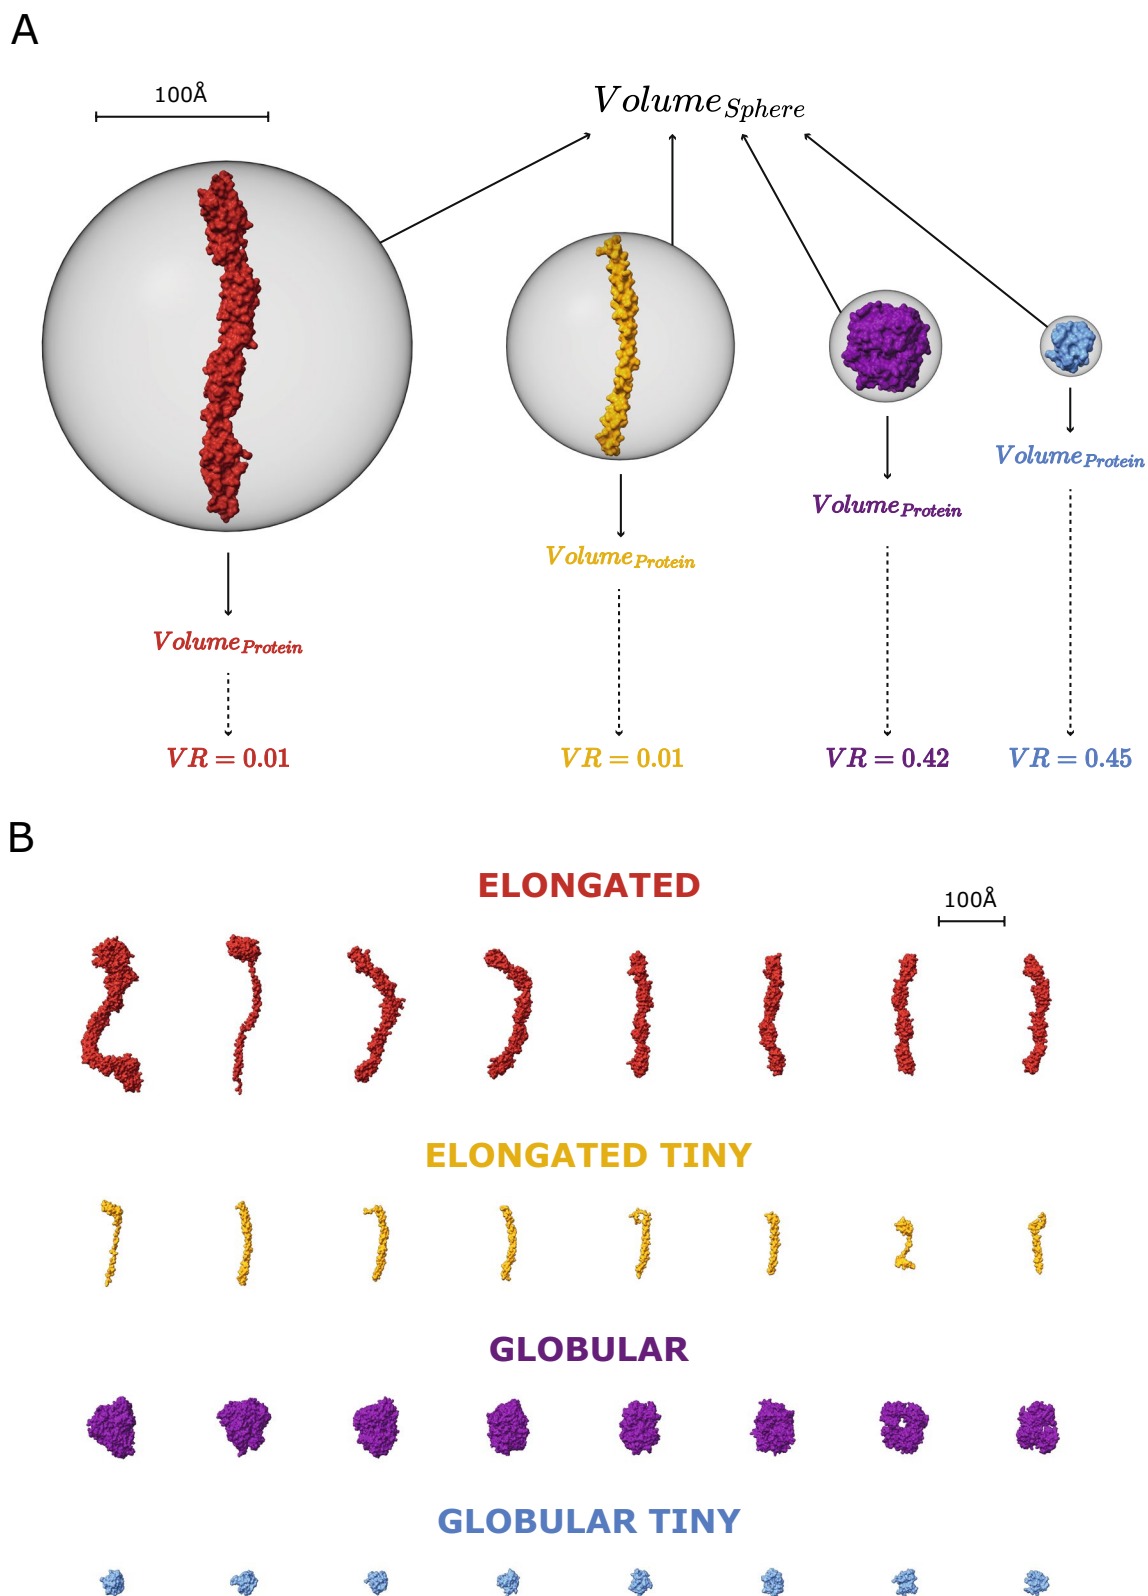 A
100Å
Volume Sphere
Volume Protein
Volume Protein
Volume Protein
Volume Protein
VR = 0.01
VR = 0.01
VR = 0.42
VR = 0.45
B
ELONGATED
100Å
ELONGATED TINY
GLOBULAR
GLOBULAR TINY